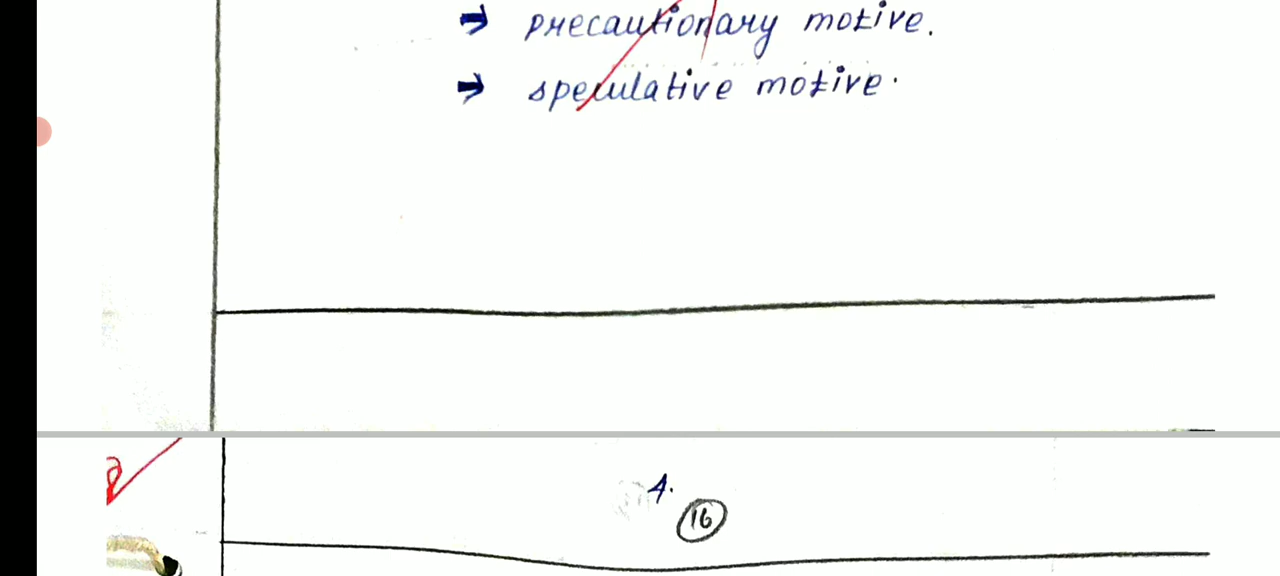 ➡ precautionary motive.
➡ speculative motive.
4.
16